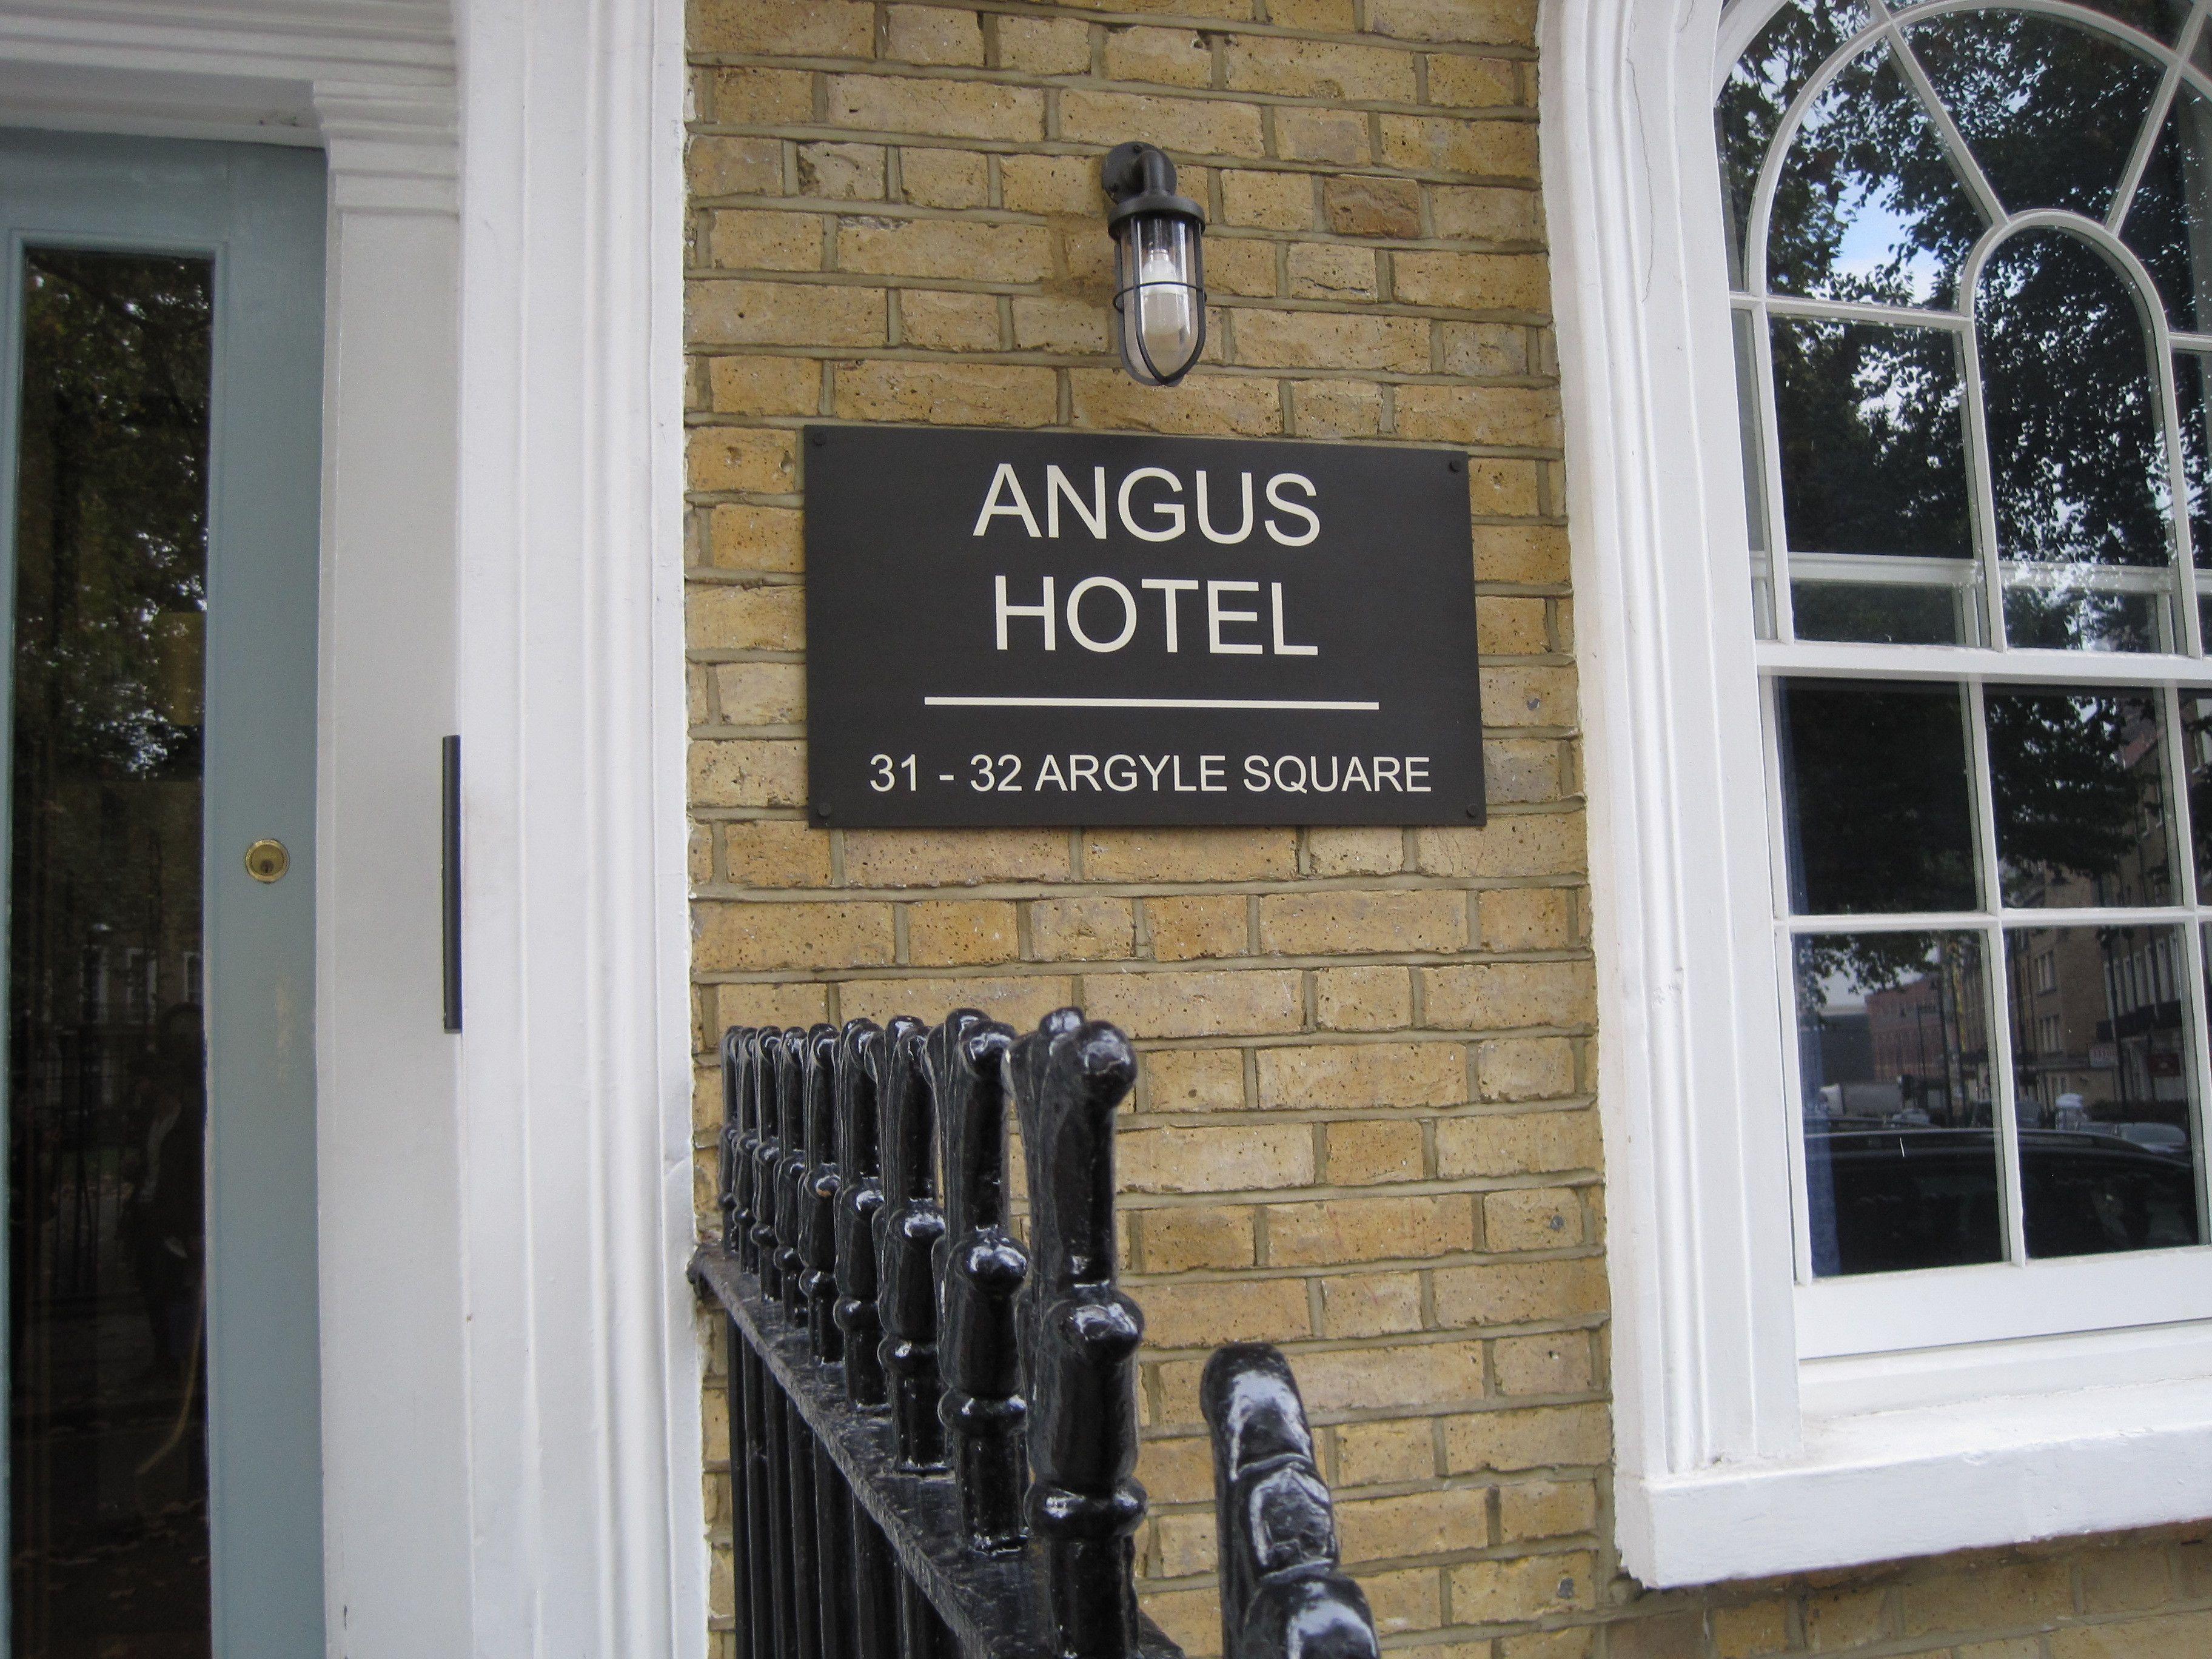 ANGUS
HOTEL
31 - 32 ARGYLE SQUARE